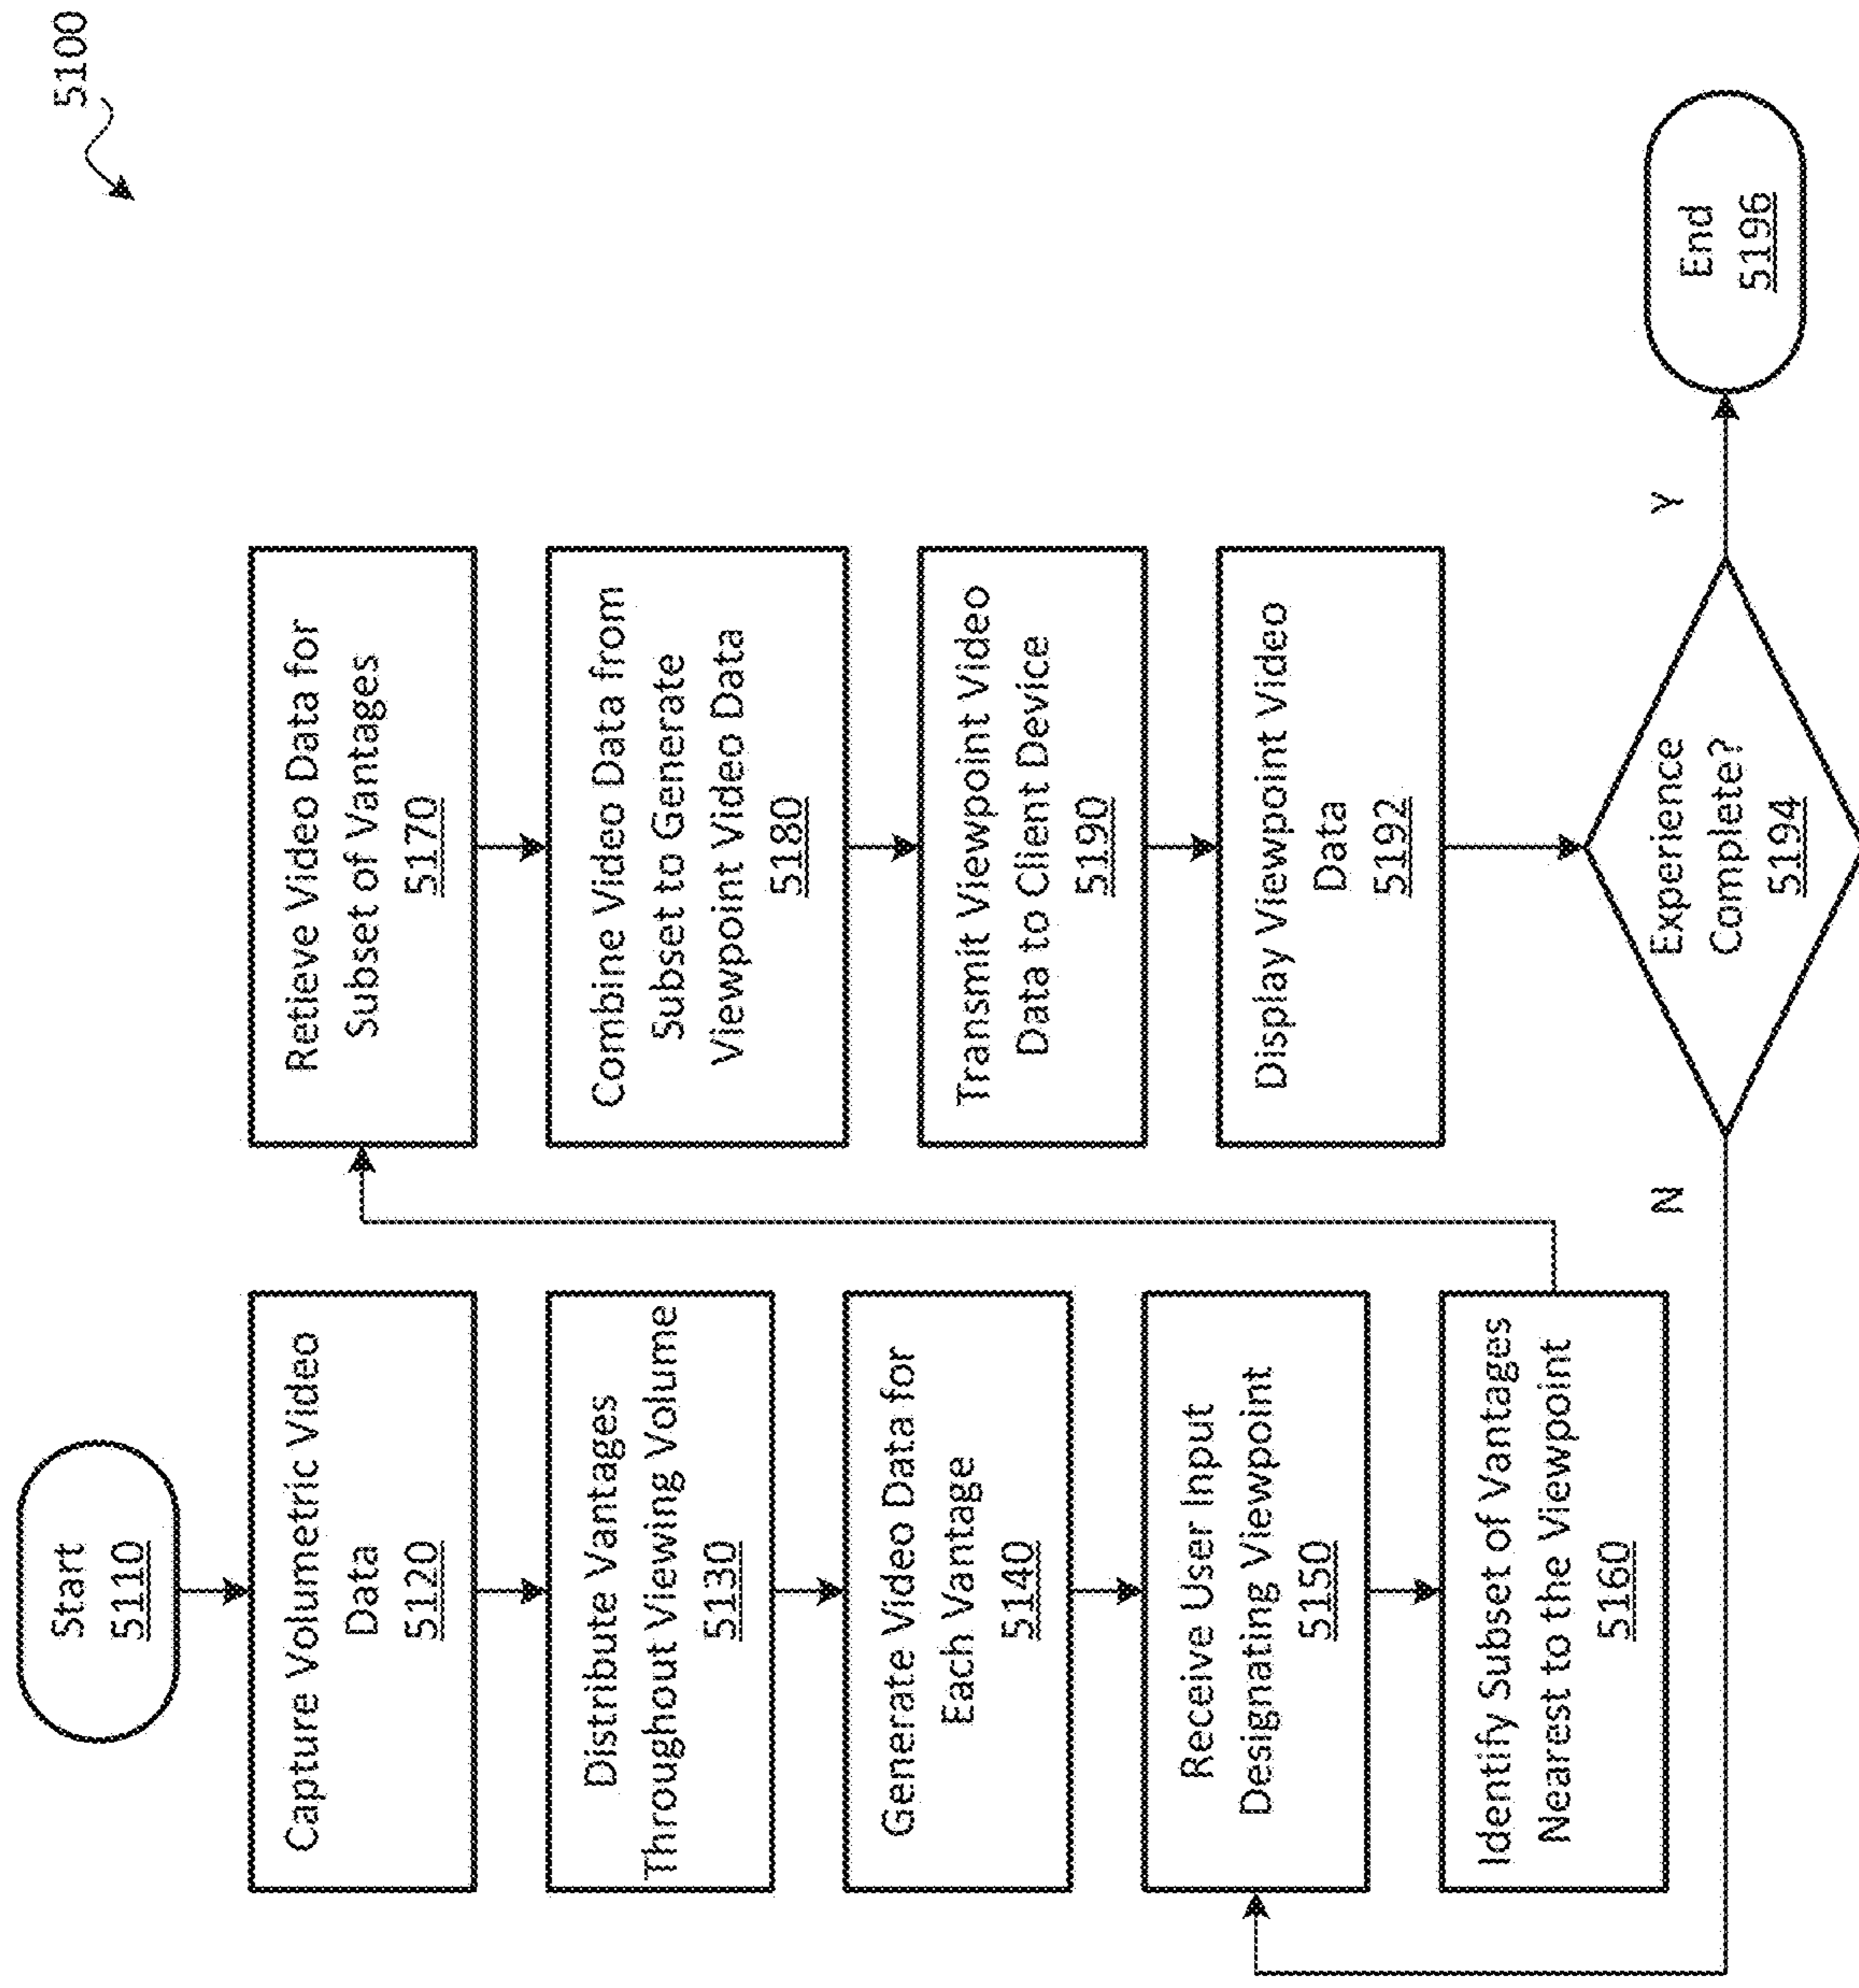 5100
Start
5110
Capture Volumetric Video
Data
5120
Distribute Vantages
Throughout Viewing Volume
5130
Generate Video Data for
Each Vantage
5140
Receive User Input
Designating Viewpoint
5150
Identify Subset of Vantages
Nearest to the Viewpoint
5160
Retieve Video Data for
Subset of Vantages
5170
Combine Video Data from
Subset to Generate
Viewpoint Video Data
5180
Transmit Viewpoint Video
Data to Client Device
5190
Display Viewpoint Video
Data
5192
Experience
Complete?
5194
N
Y
End
5196